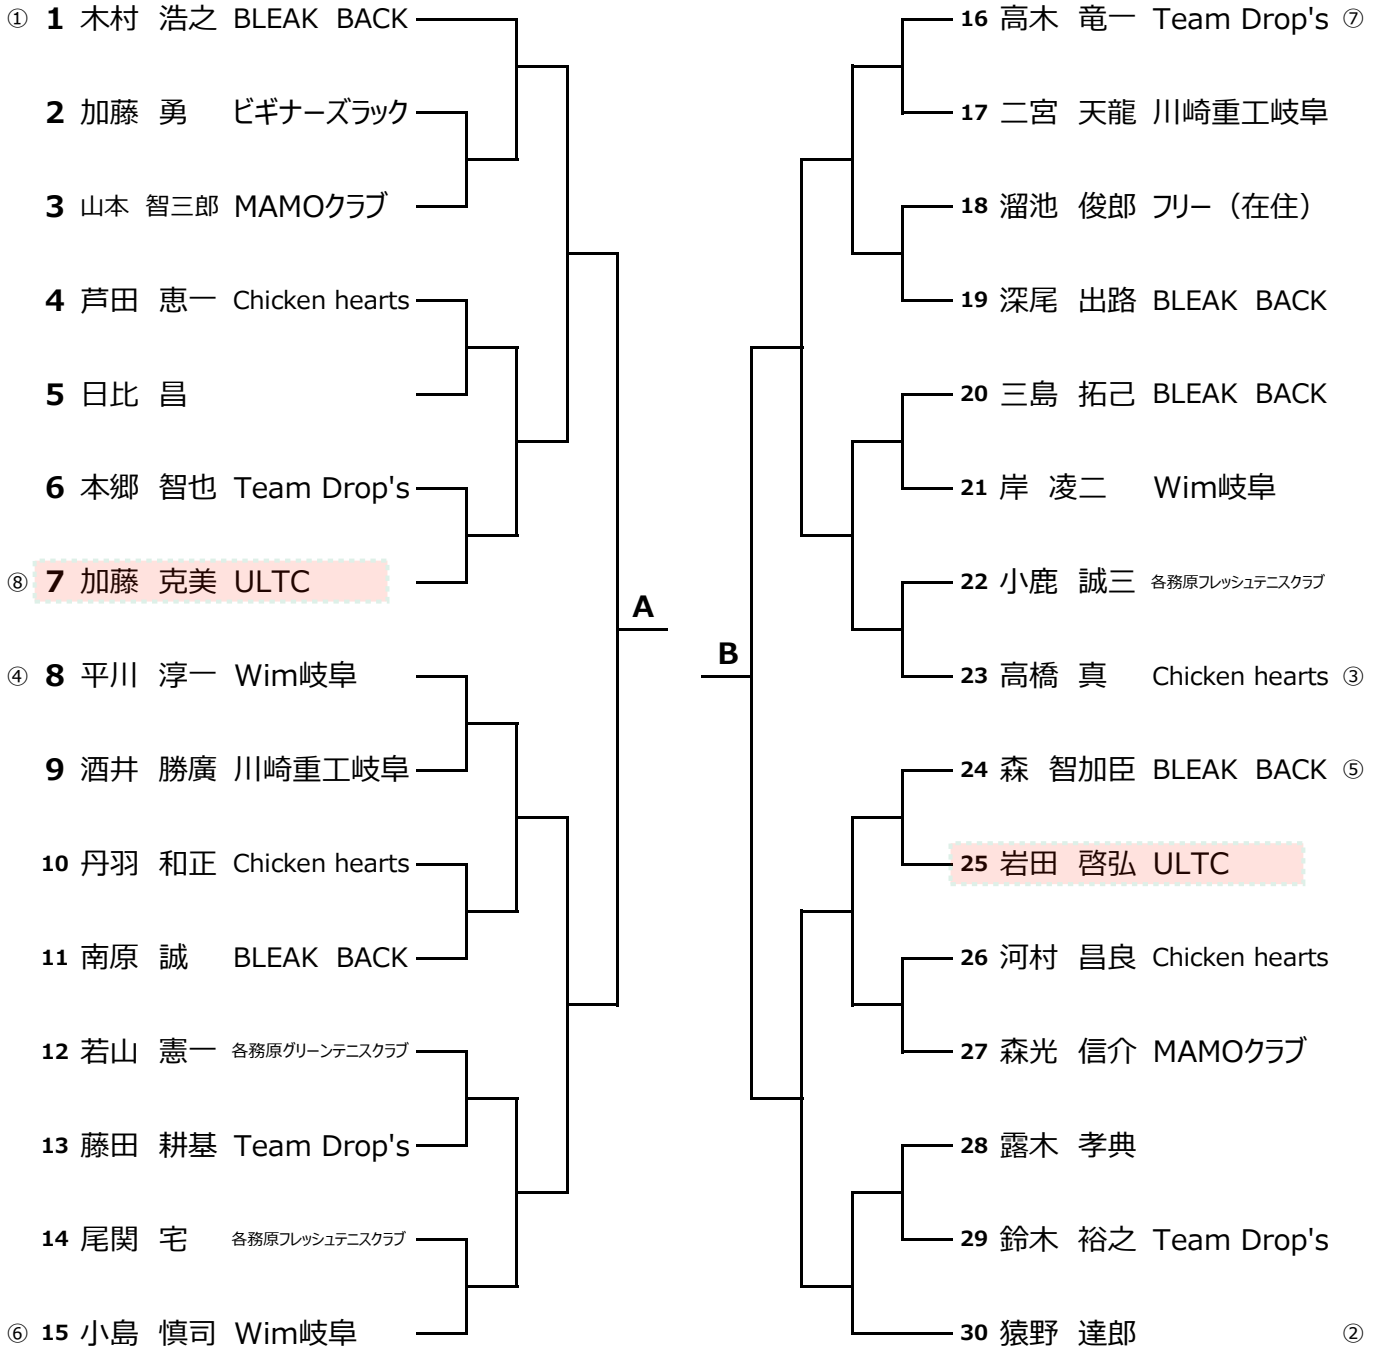 ① 1 木村 浩之 BLEAK BACK
2 加藤 勇 ビギナーズラック
3 山本 智三郎 MAMOクラブ
4 芦田 恵一 Chicken hearts
5 日比 昌
6 本郷 智也 Team Drop's
⑧ 7 加藤 克美 ULTC
④ 8 平川 淳一 Wim岐阜
9 酒井 勝廣 川崎重工岐阜
10 丹羽 和正 Chicken hearts
11 南原 誠 BLEAK BACK
12 若山 憲一 各務原グリーンテニスクラブ
13 藤田 耕基 Team Drop's
14 尾関 宅 各務原フレッシュテニスクラブ
⑥ 15 小島 慎司 Wim岐阜
A
B
16 高木 竜一 Team Drop's ⑦
17 二宮 天龍 川崎重工岐阜
18 溜池 俊郎 フリー（在住）
19 深尾 出路 BLEAK BACK
20 三島 拓己 BLEAK BACK
21 岸 凌二 Wim岐阜
22 小鹿 誠三 各務原フレッシュテニスクラブ
23 高橋 真 Chicken hearts ③
24 森 智加臣 BLEAK BACK ⑤
25 岩田 啓弘 ULTC
26 河村 昌良 Chicken hearts
27 森光 信介 MAMOクラブ
28 露木 孝典
29 鈴木 裕之 Team Drop's
30 猿野 達郎 ②